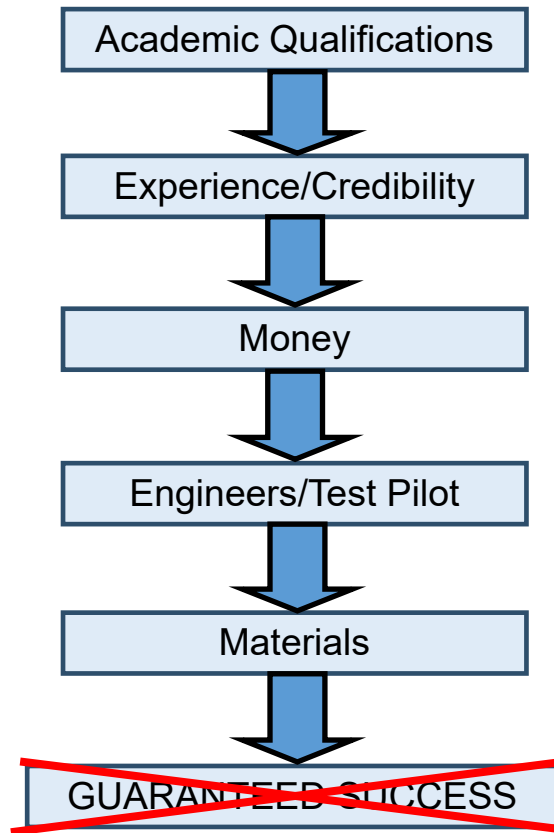 Academic Qualifications
Experience/Credibility
Money
Engineers/Test Pilot
Materials
GUARANTEED SUCCESS